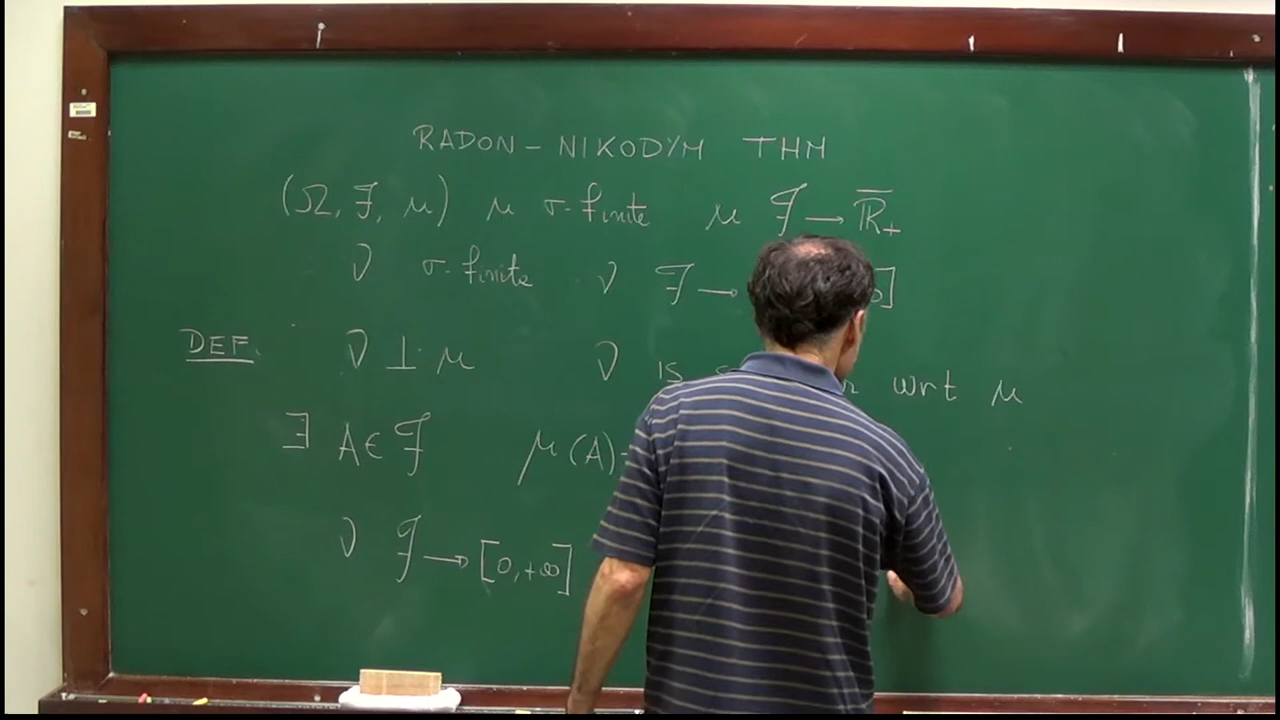 RADON - NIKODYM THM
(Ω, ℱ, μ) μ σ-finite μ ℱ → R̅₊
ν σ-finite ν ℱ → ]
DEF. ν ⊥ μ ν is wrt μ
∃ A ∈ ℱ μ(A)
ν ℱ → [0, +∞]